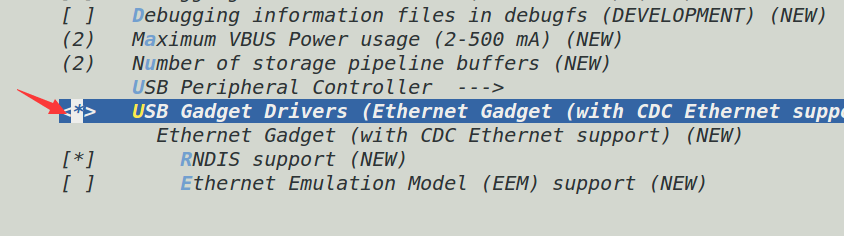 [ ] Debugging information files in debugfs (DEVELOPMENT) (NEW)
(2) Maximum VBUS Power usage (2-500 mA) (NEW)
(2) Number of storage pipeline buffers (NEW)
USB Peripheral Controller --->
<*> USB Gadget Drivers (Ethernet Gadget (with CDC Ethernet suppo
Ethernet Gadget (with CDC Ethernet support) (NEW)
[*] RNDIS support (NEW)
[ ] Ethernet Emulation Model (EEM) support (NEW)